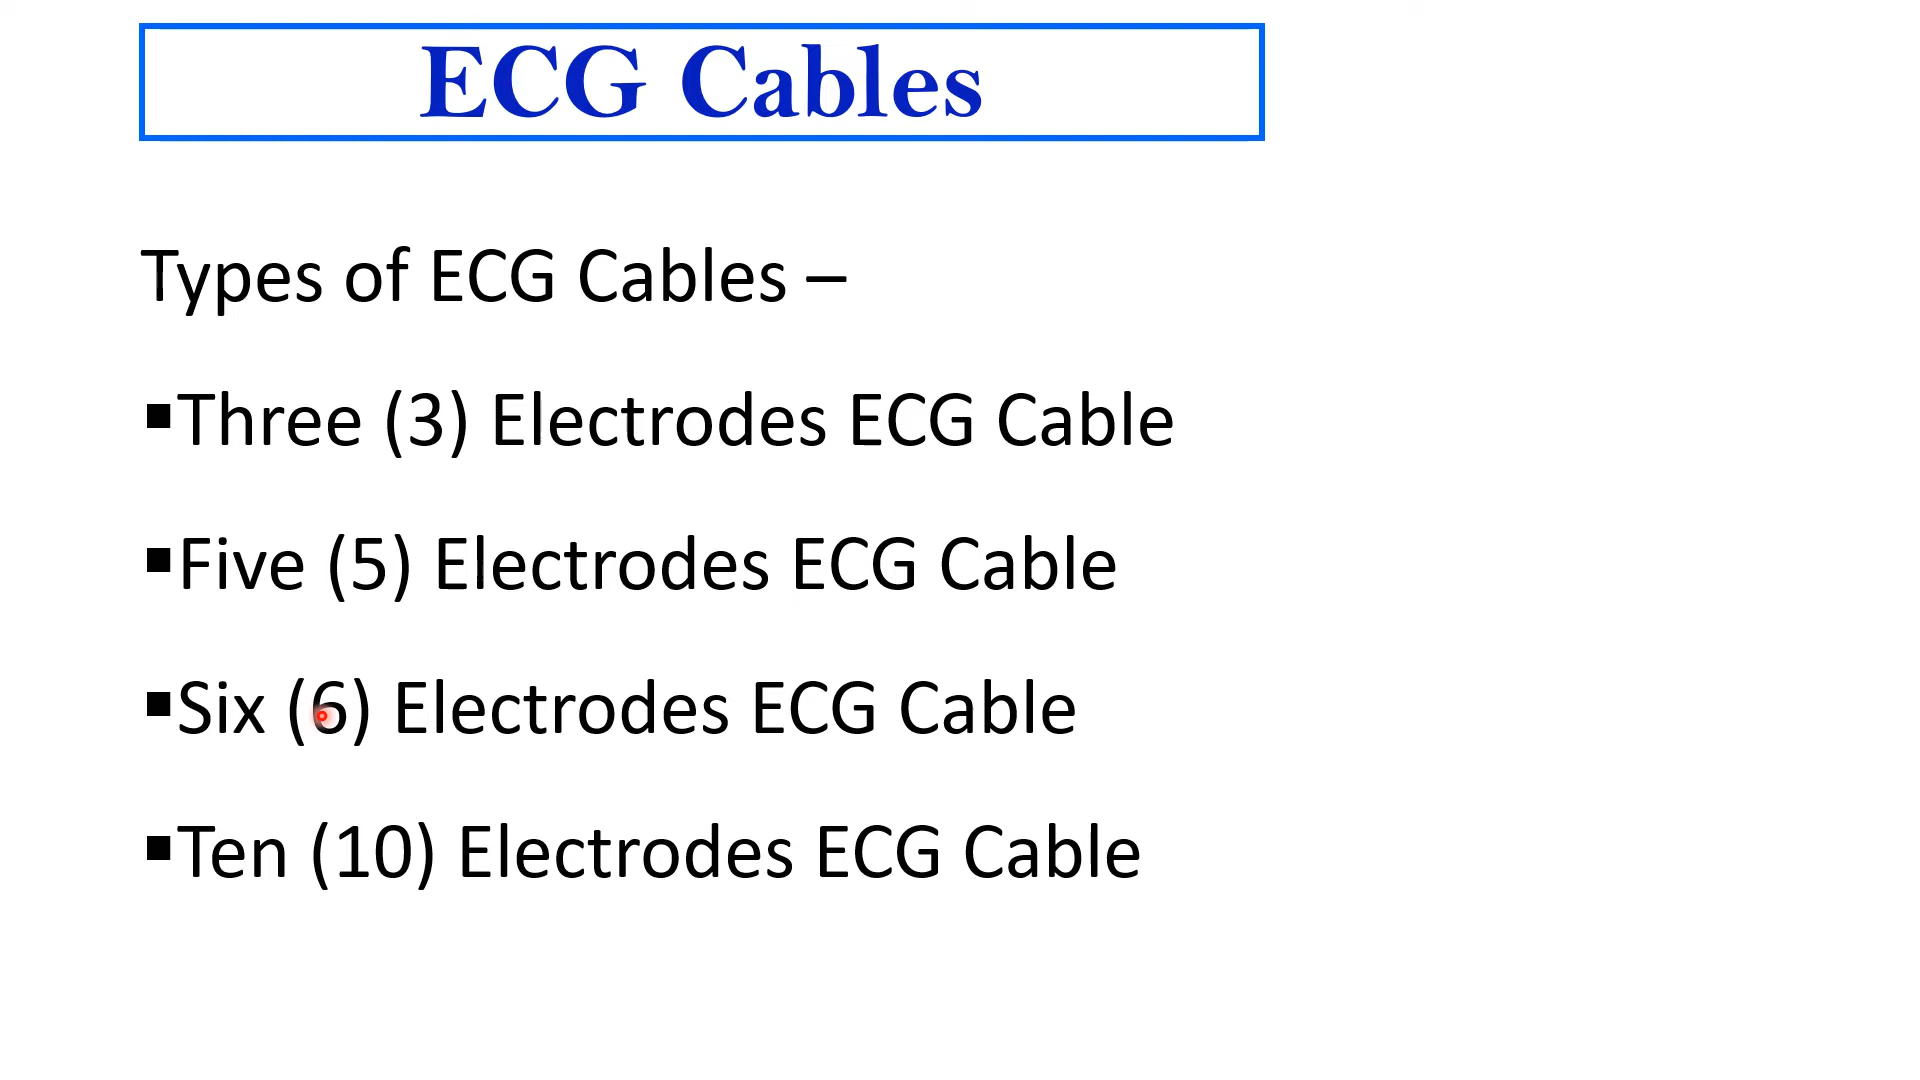 ECG Cables
Types of ECG Cables –
▪Three (3) Electrodes ECG Cable
▪Five (5) Electrodes ECG Cable
▪Six (6) Electrodes ECG Cable
▪Ten (10) Electrodes ECG Cable